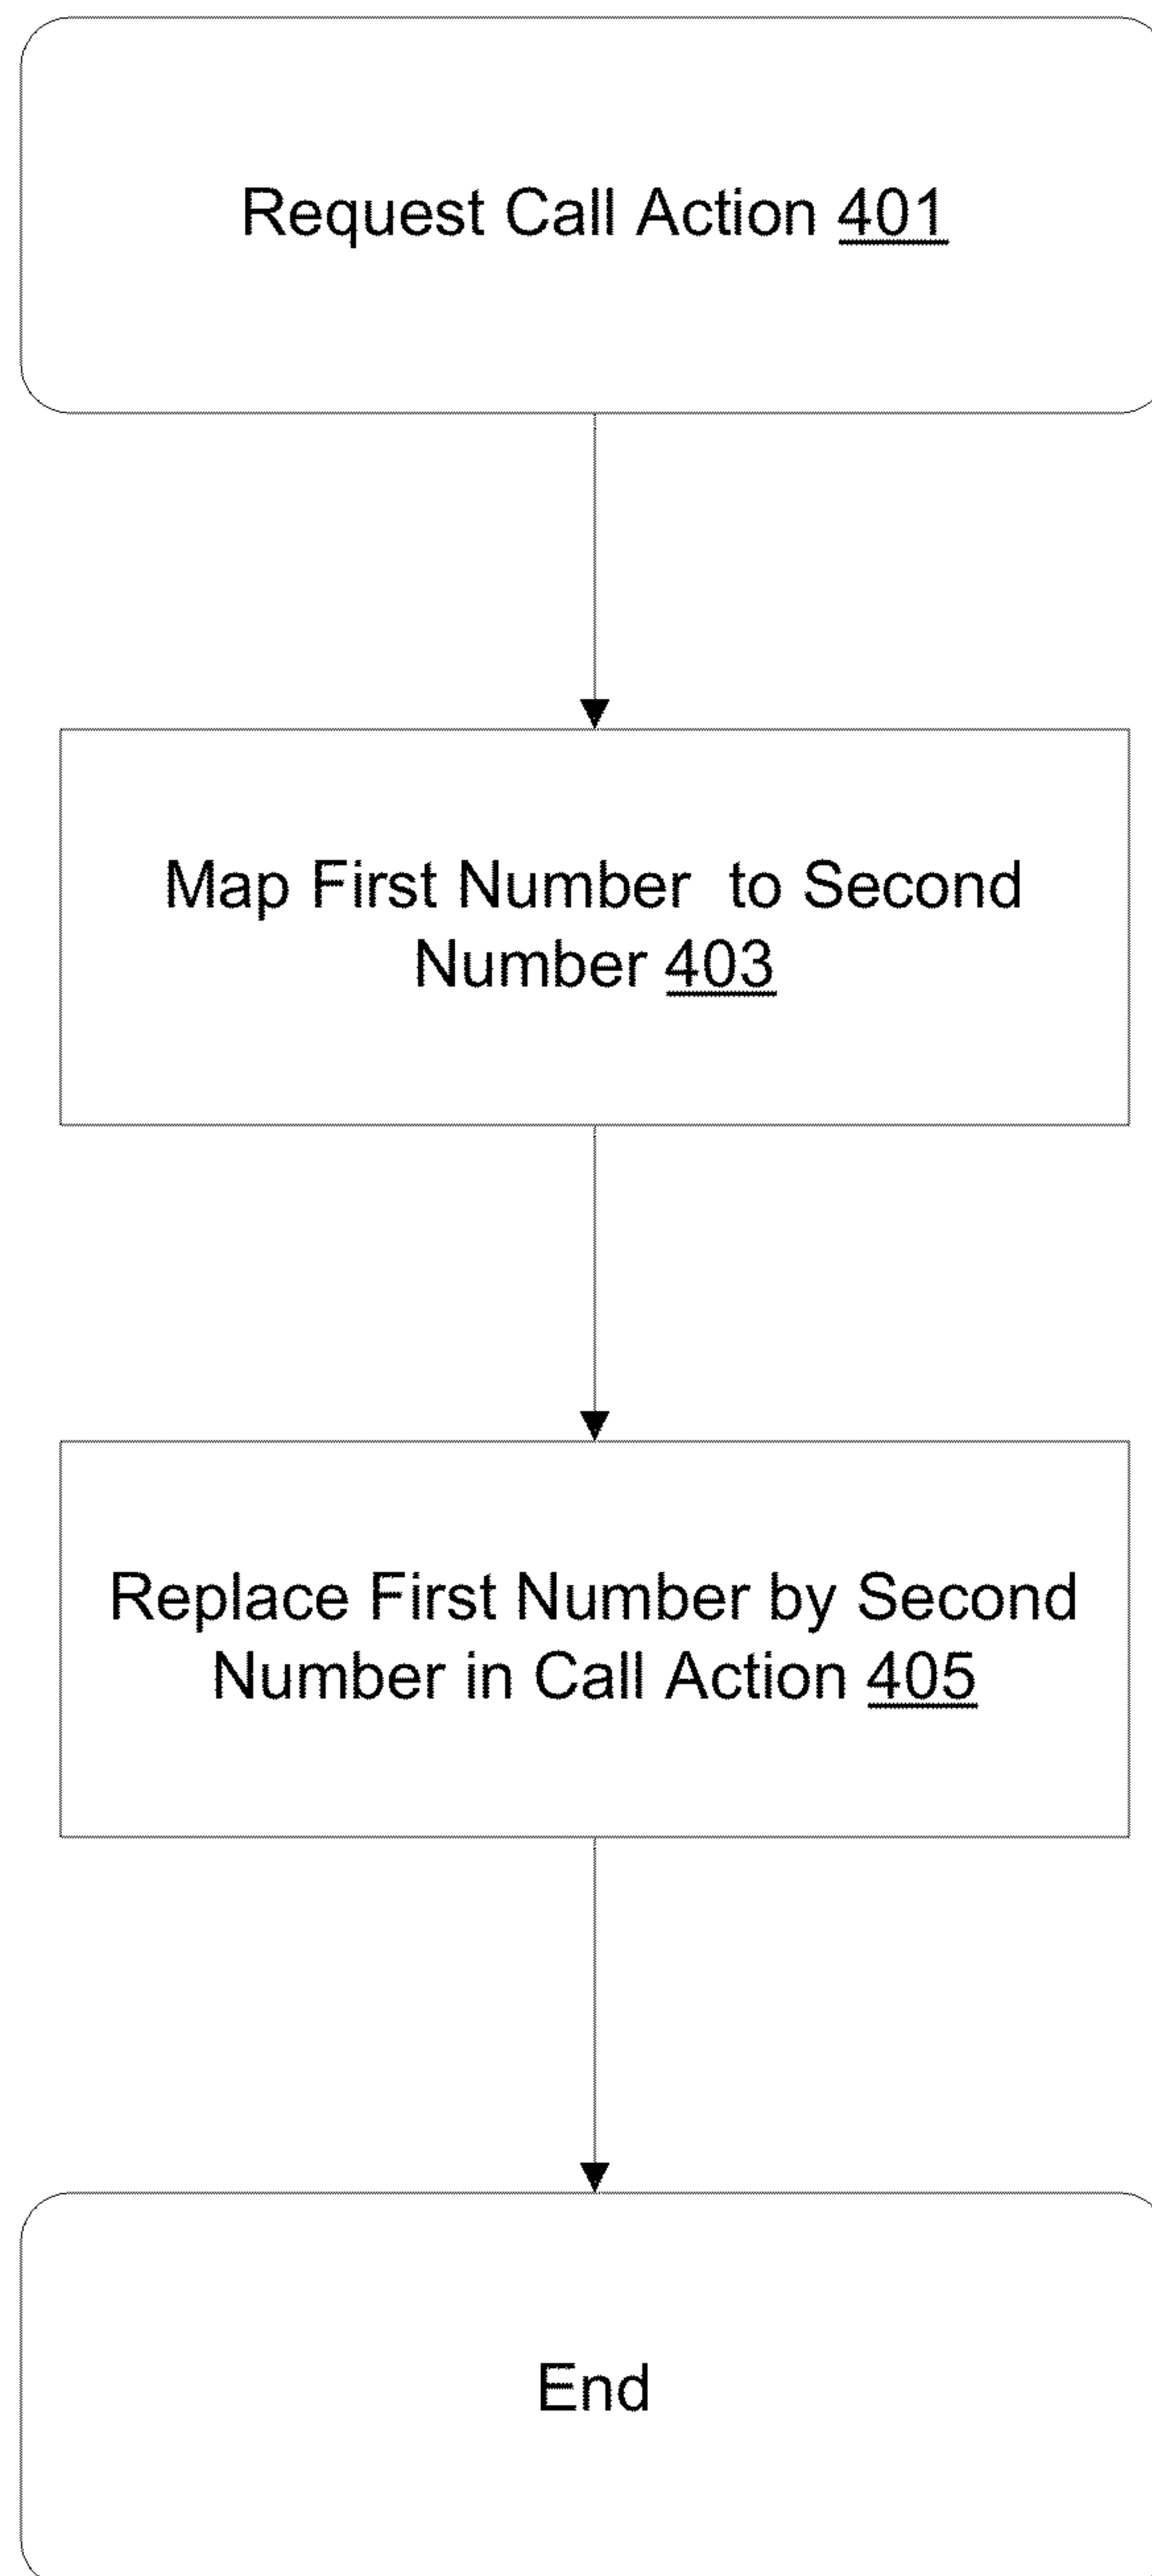 Request Call Action 401
Map First Number to Second
Number 403
Replace First Number by Second
Number in Call Action 405
End